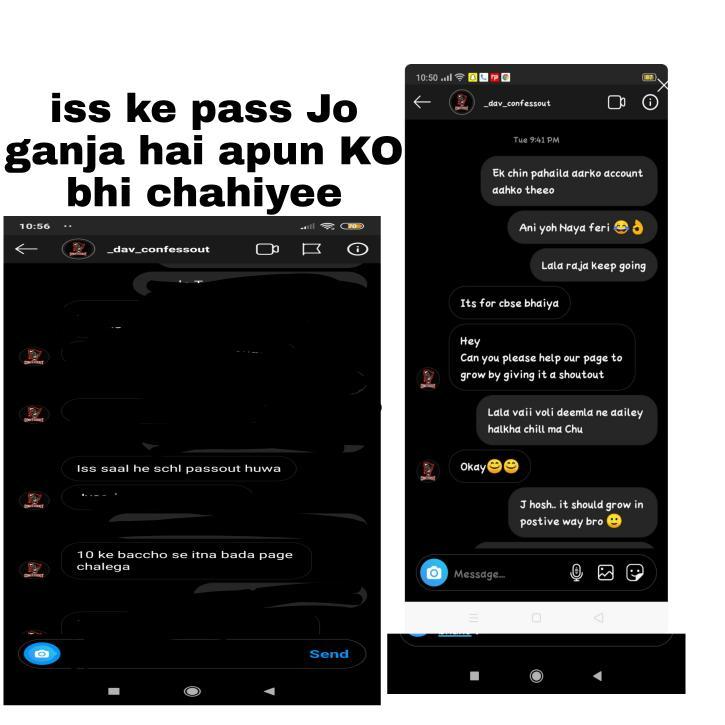 iss ke pass Jo
ganja hai apun KO
bhi chahiyee
10:56
70
_dav_confessout
Iss saal he schl passout huwa
10 ke baccho se itna bada page
chalega
Send
10:50
_dav_confessout
Tue 9:41 PM
Ek chin pahaila aarko account
aahko theeo
Ani yoh Naya feri 😂👌
Lala raja keep going
Its for cbse bhaiya
Hey
Can you please help our page to
grow by giving it a shoutout
Lala vaii voli deemla ne aailey
halkha chill ma Chu
Okay😊😊
J hosh.. it should grow in
postive way bro 🙂
Message...